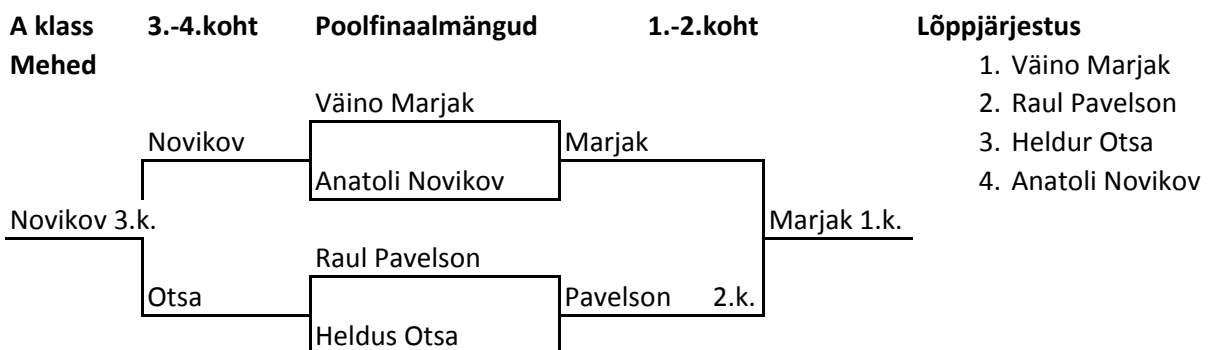 A klass 3.-4.koht Poolfinaalmängud 1.-2.koht Lõppjärjestus
Mehed 1. Väino Marjak
Väino Marjak 2. Raul Pavelson
Novikov Marjak 3. Heldur Otsa
Anatoli Novikov 4. Anatoli Novikov
Novikov 3.k. Marjak 1.k.
Raul Pavelson
Otsa Pavelson 2.k.
Heldus Otsa